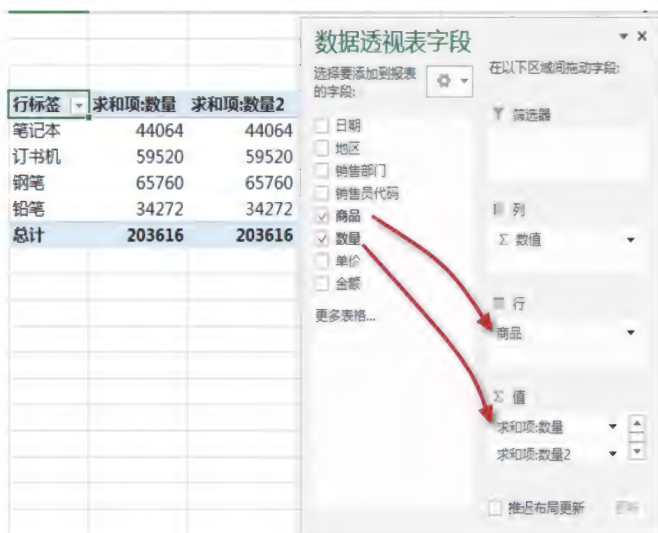 行标签 求和项:数量 求和项:数量2
笔记本 44064 44064
订书机 59520 59520
钢笔 65760 65760
铅笔 34272 34272
总计 203616 203616
数据透视表字段
选择要添加到报表
的字段:
日期
地区
销售部门
销售员代码
商品
数量
单价
金额
更多表格...
在以下区域间拖动字段:
筛选器
列
Σ 数值
行
商品
Σ 值
求和项:数量
求和项:数量2
推迟布局更新 更新